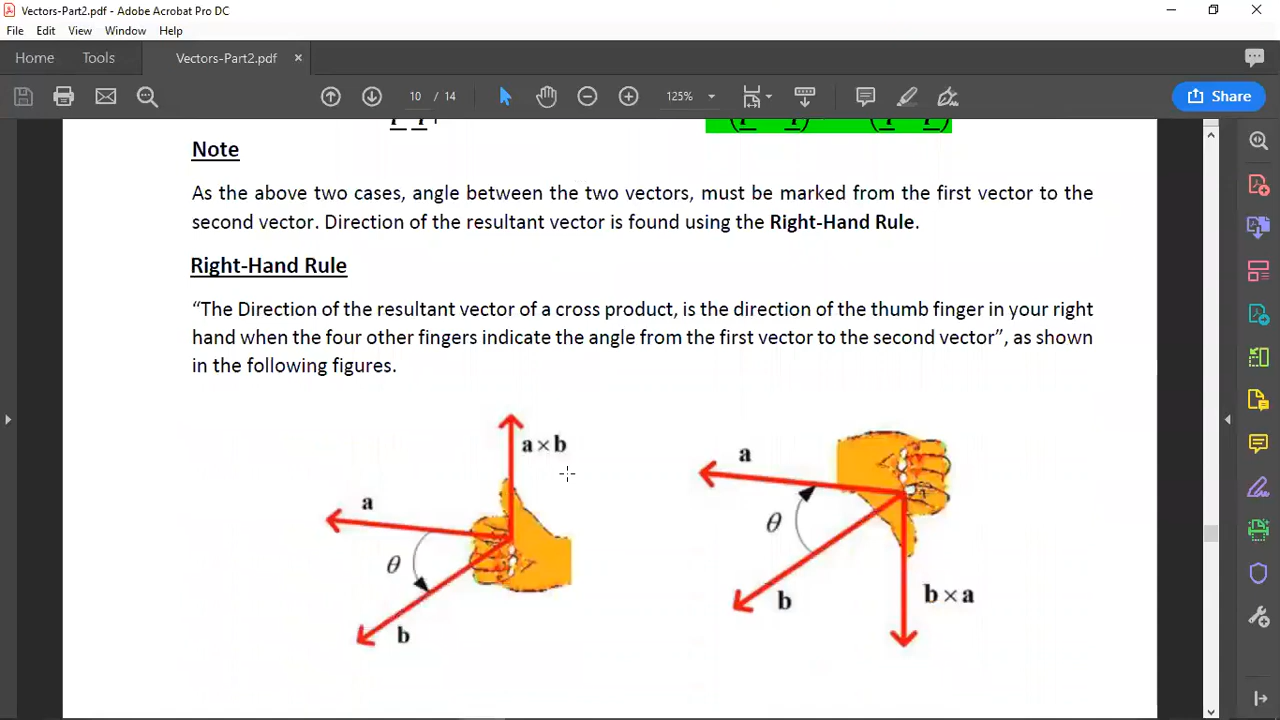 Vectors-Part2.pdf - Adobe Acrobat Pro DC
File Edit View Window Help
Home Tools Vectors-Part2.pdf ×
10 / 14 125% Share
Note
As the above two cases, angle between the two vectors, must be marked from the first vector to the
second vector. Direction of the resultant vector is found using the Right-Hand Rule.
Right-Hand Rule
“The Direction of the resultant vector of a cross product, is the direction of the thumb finger in your right
hand when the four other fingers indicate the angle from the first vector to the second vector”, as shown
in the following figures.
a × b
a
θ
b
a
θ
b
b × a